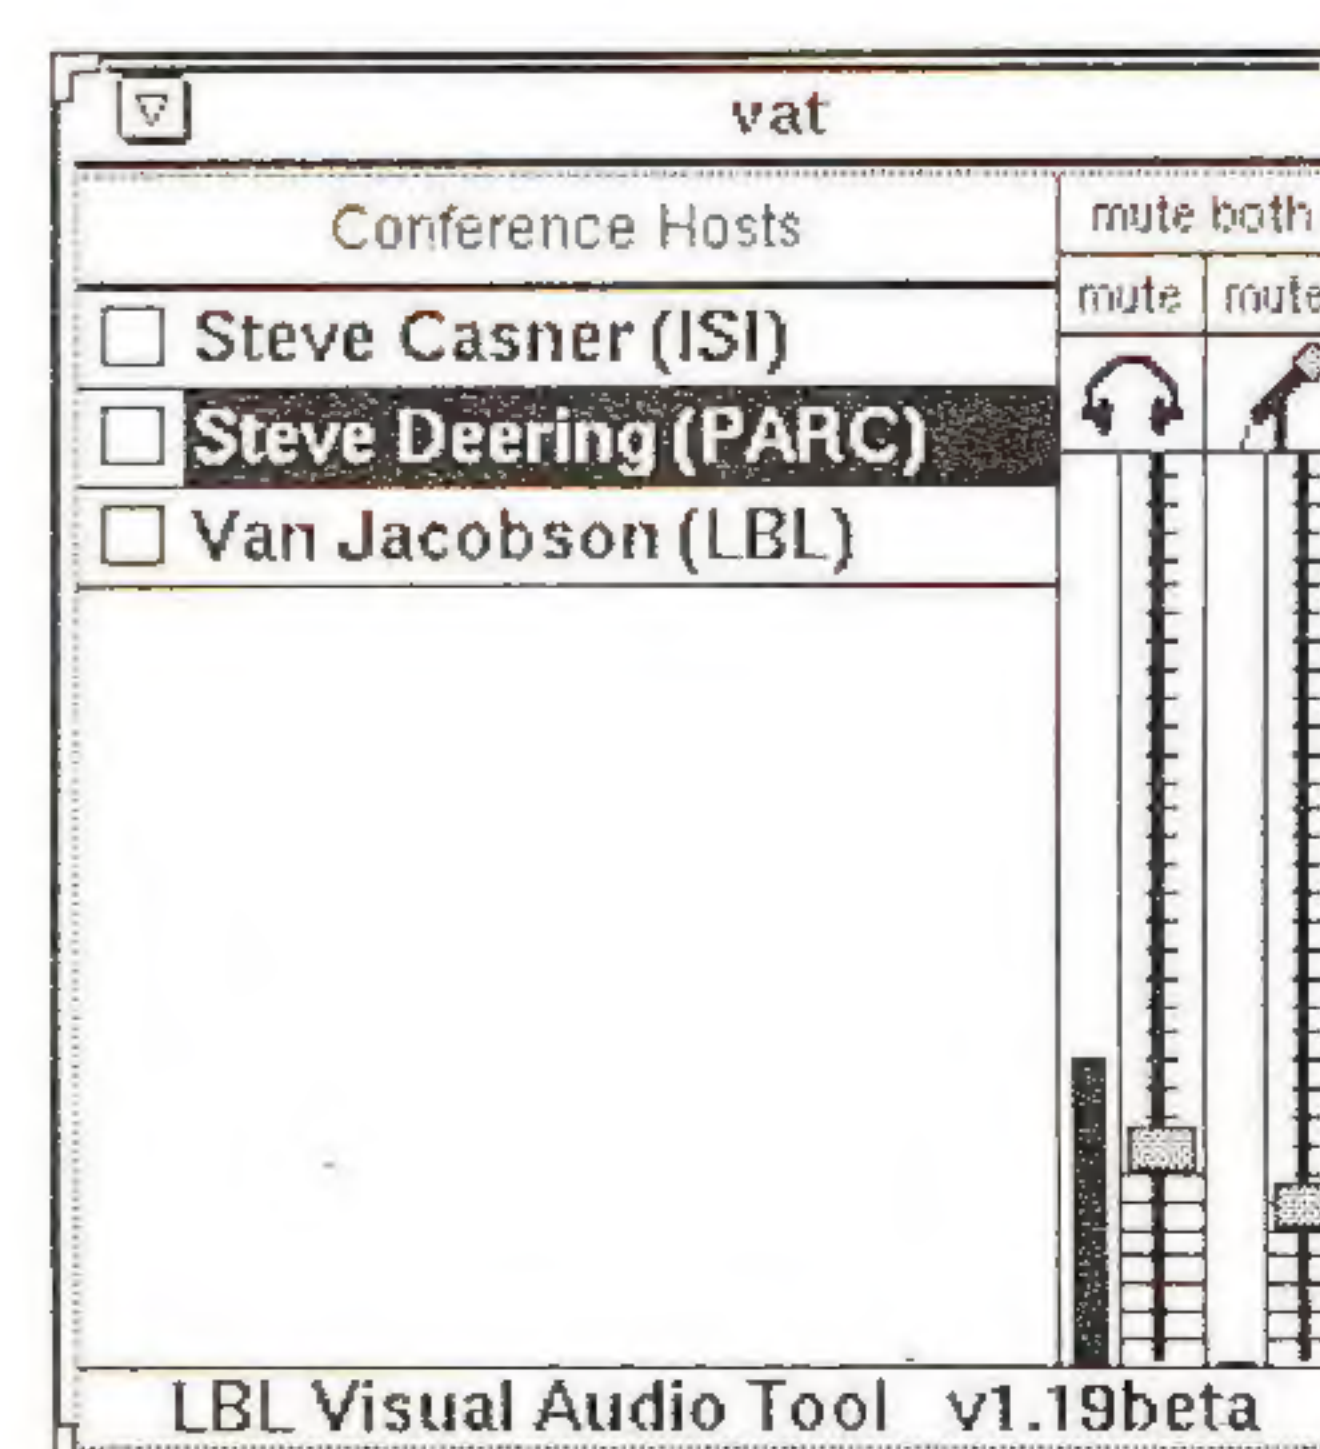 vat
Conference Hosts
mute both
mute mute
Steve Casner (ISI)
Steve Deering (PARC)
Van Jacobson (LBL)
LBL Visual Audio Tool v1.19beta